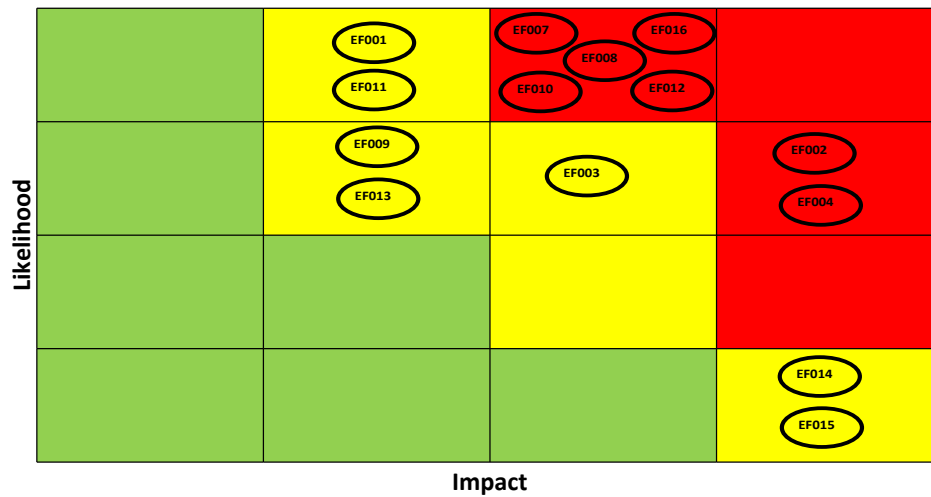 EF001
EF007
EF016
EF008
EF011
EF010
EF012
EF009
EF002
EF003
EF013
EF004
Likelihood
EF014
EF015
Impact